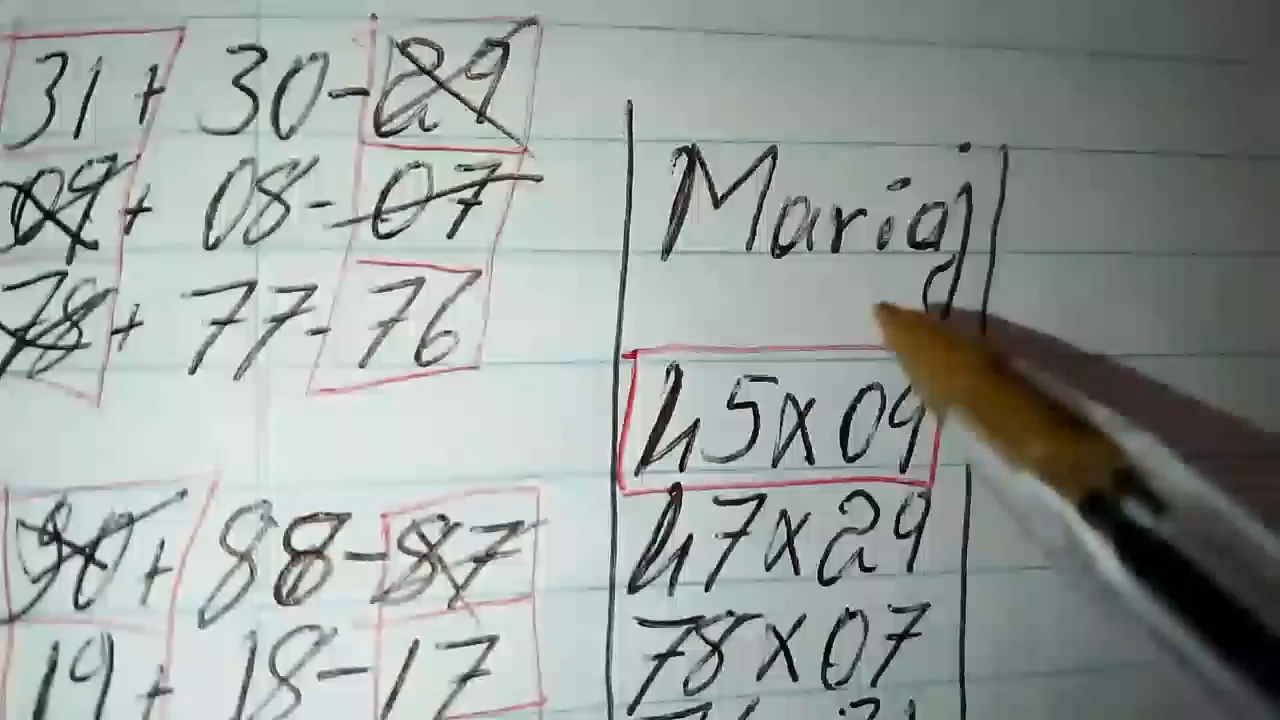 31 + 30 - 29
09 + 08 - 07
78 + 77 - 76
90 + 88 - 87
19 + 18 - 17
Mariaj
45x09
47x29
78x07